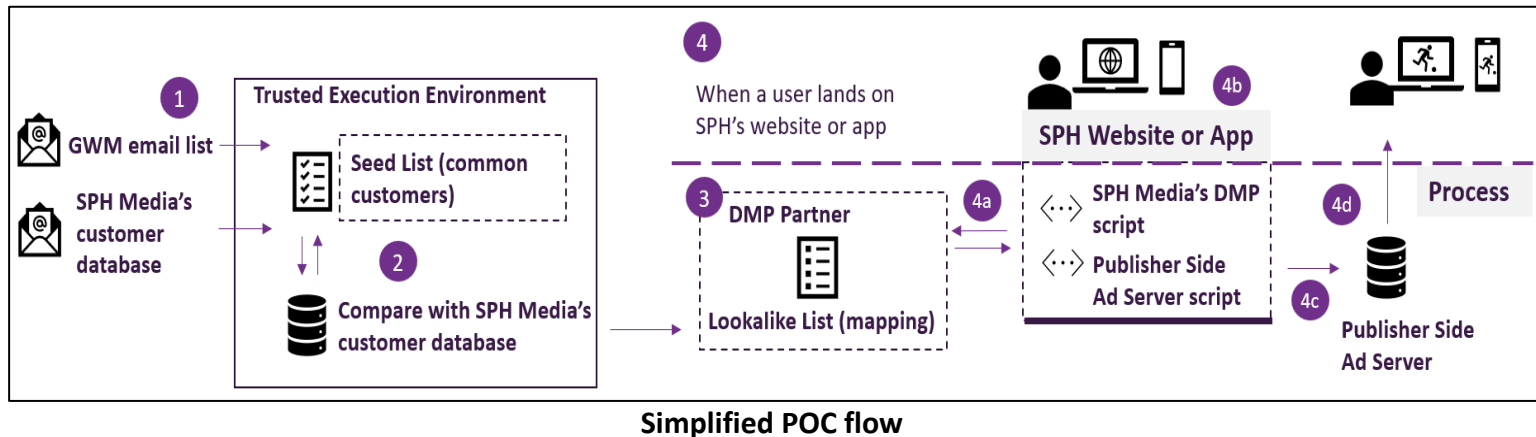 1
GWM email list
SPH Media's
customer
database
Trusted Execution Environment
Seed List (common
customers)
2
Compare with SPH Media's
customer database
3
DMP Partner
Lookalike List (mapping)
4
When a user lands on
SPH's website or app
4a
4b
SPH Website or App
SPH Media's DMP
script
Publisher Side
Ad Server script
4c
4d
Process
Publisher Side
Ad Server
Simplified POC flow